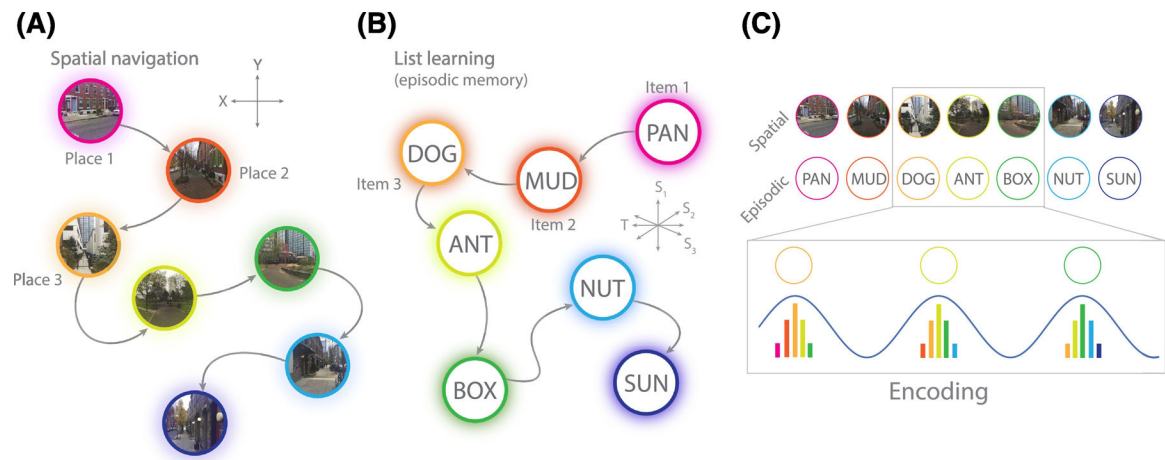 (A)
Spatial navigation
Y
X
Place 1
Place 2
Place 3
(B)
List learning
(episodic memory)
Item 1
PAN
DOG
MUD
Item 3
Item 2
ANT
S1
S2
T
S3
NUT
BOX
SUN
(C)
Spatial
Episodic
PAN MUD DOG ANT BOX NUT SUN
Encoding